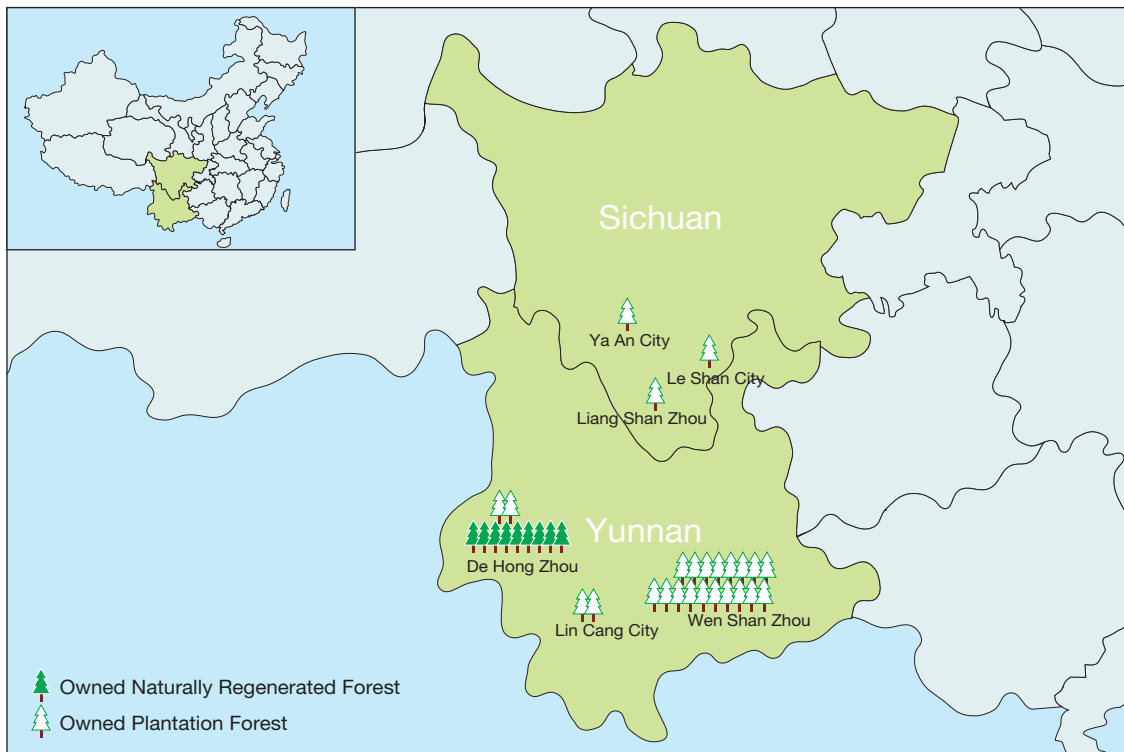 Sichuan
Ya An City
Le Shan City
Liang Shan Zhou
Yunnan
De Hong Zhou
Wen Shan Zhou
Lin Cang City
Owned Naturally Regenerated Forest
Owned Plantation Forest